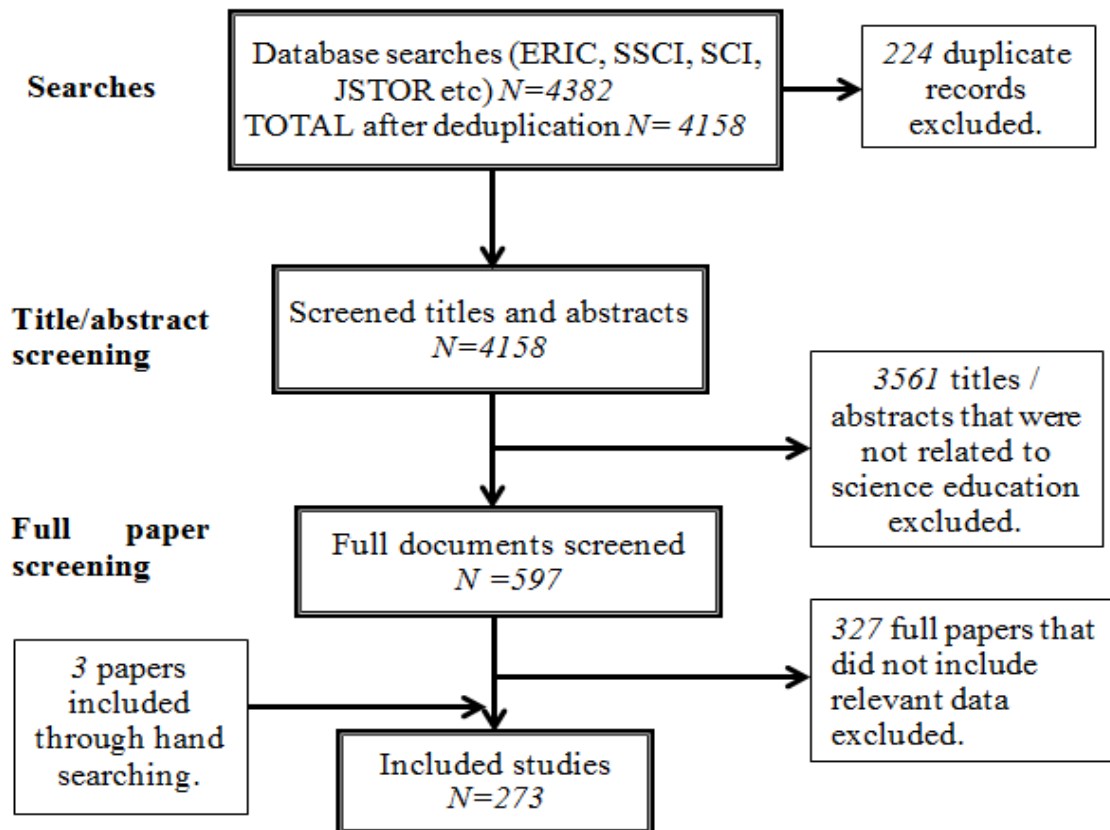 Searches
Database searches (ERIC, SSCI, SCI,
JSTOR etc) N=4382
TOTAL after deduplication N= 4158
224 duplicate
records
excluded.
Title/abstract
screening
Screened titles and abstracts
N=4158
3561 titles /
abstracts that were
not related to
science education
excluded.
Full paper
screening
Full documents screened
N =597
327 full papers that
did not include
relevant data
excluded.
3 papers
included
through hand
searching.
Included studies
N=273